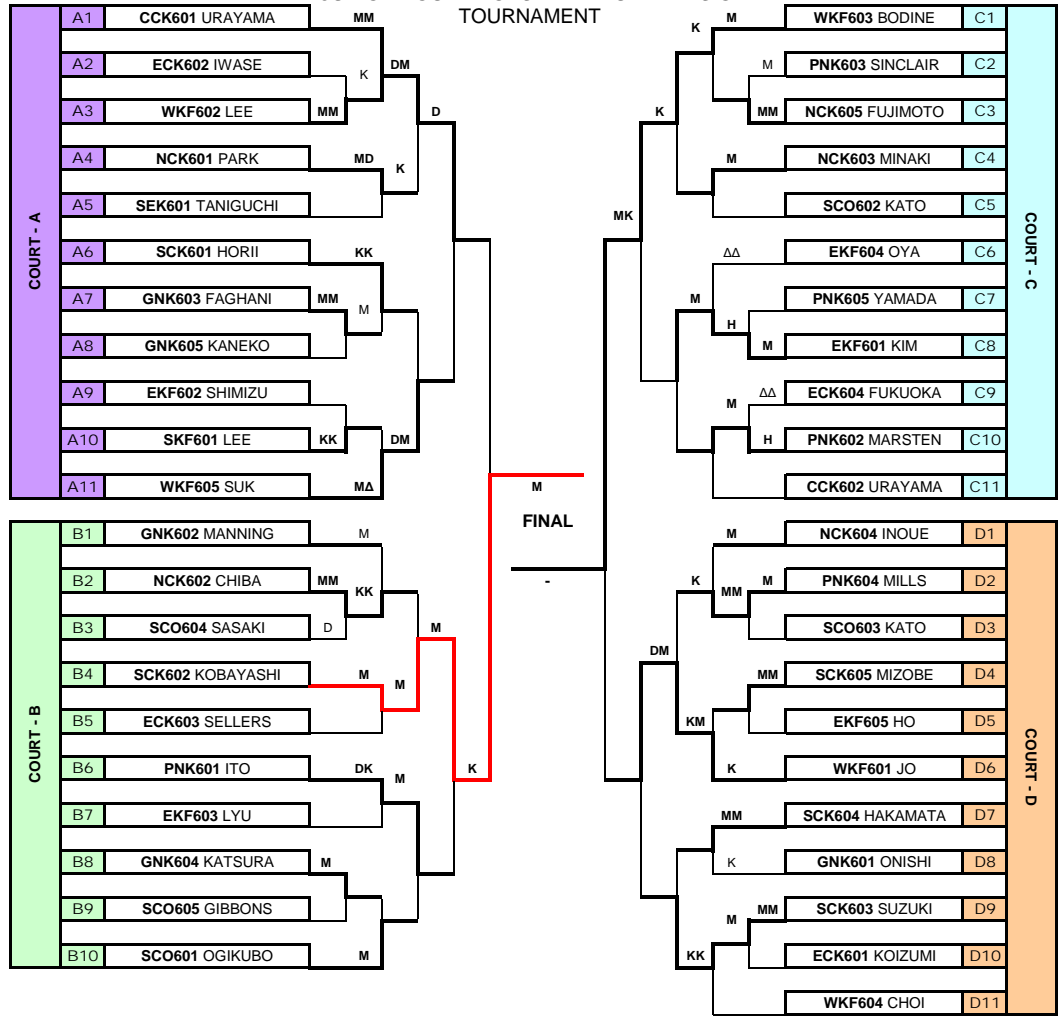 TOURNAMENT
COURT - A
A1 CCK601 URAYAMA MM
A2 ECK602 IWASE
K DM
A3 WKF602 LEE MM D
A4 NCK601 PARK MD
K
A5 SEK601 TANIGUCHI
A6 SCK601 HORII KK
A7 GNK603 FAGHANI MM
M
A8 GNK605 KANEKO
A9 EKF602 SHIMIZU
A10 SKF601 LEE KK DM
A11 WKF605 SUK MΔ
COURT - B
B1 GNK602 MANNING M
B2 NCK602 CHIBA MM
KK
B3 SCO604 SASAKI D M
B4 SCK602 KOBAYASHI M
M
B5 ECK603 SELLERS
B6 PNK601 ITO DK K
M
B7 EKF603 LYU
B8 GNK604 KATSURA M
B9 SCO605 GIBBONS
B10 SCO601 OGIKUBO M
M
FINAL
-
COURT - C
M WKF603 BODINE C1
K
M PNK603 SINCLAIR C2
K MM NCK605 FUJIMOTO C3
M NCK603 MINAKI C4
SCO602 KATO C5
MK
ΔΔ EKF604 OYA C6
M PNK605 YAMADA C7
H
M EKF601 KIM C8
ΔΔ ECK604 FUKUOKA C9
M
H PNK602 MARSTEN C10
CCK602 URAYAMA C11
COURT - D
M NCK604 INOUE D1
K M PNK604 MILLS D2
MM
SCO603 KATO D3
DM
MM SCK605 MIZOBE D4
KM EKF605 HO D5
K WKF601 JO D6
MM SCK604 HAKAMATA D7
K GNK601 ONISHI D8
MM SCK603 SUZUKI D9
M
KK ECK601 KOIZUMI D10
WKF604 CHOI D11